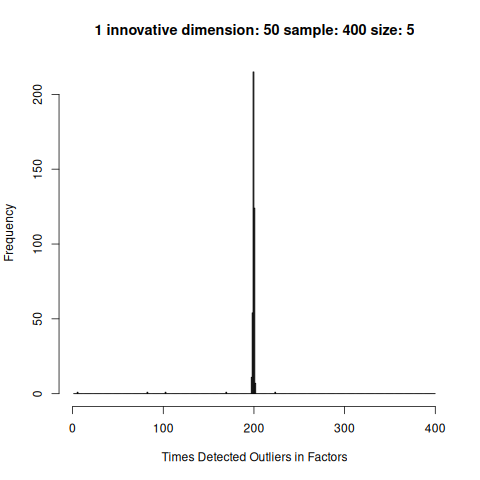 1 innovative dimension: 50 sample: 400 size: 5
Frequency
200
150
100
50
0
0 100 200 300 400
Times Detected Outliers in Factors